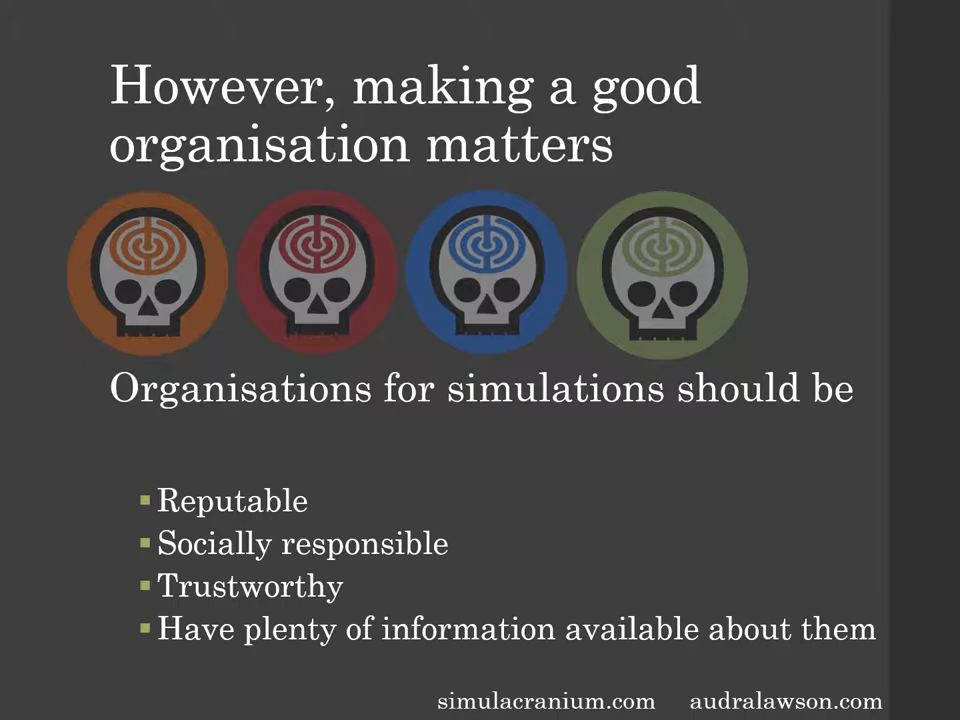 However, making a good
organisation matters
Organisations for simulations should be
Reputable
Socially responsible
Trustworthy
Have plenty of information available about them
simulacranium.com audralawson.com